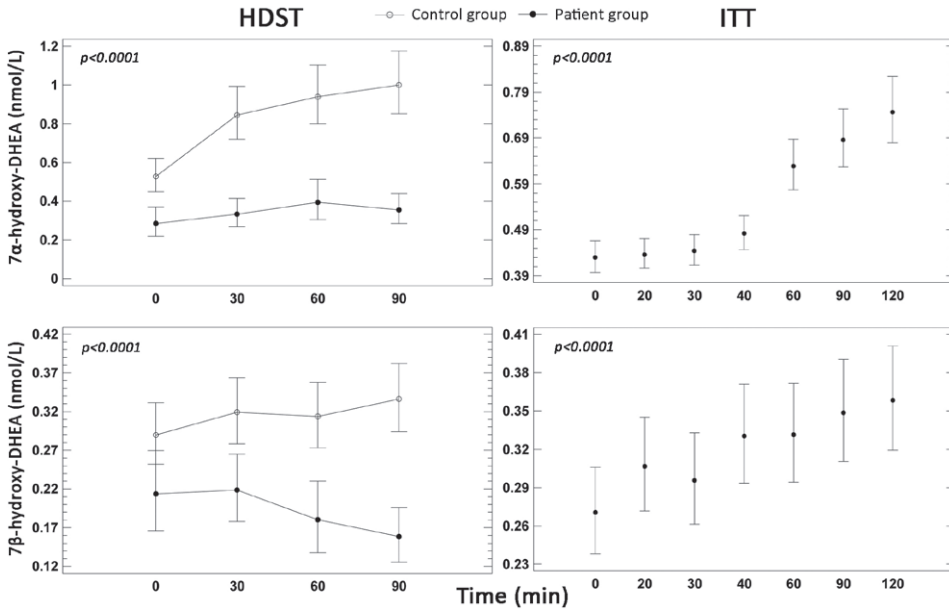 HDST
Control group
Patient group
ITT
7α-hydroxy-DHEA (nmol/L)
p<0.0001
1.2
1
0.8
0.6
0.4
0.2
0
0 30 60 90
p<0.0001
0.89
0.79
0.69
0.59
0.49
0.39
0 20 30 40 60 90 120
7β-hydroxy-DHEA (nmol/L)
p<0.0001
0.42
0.37
0.32
0.27
0.22
0.17
0.12
0 30 60 90
p<0.0001
0.41
0.38
0.35
0.32
0.29
0.26
0.23
0 20 30 40 60 90 120
Time (min)